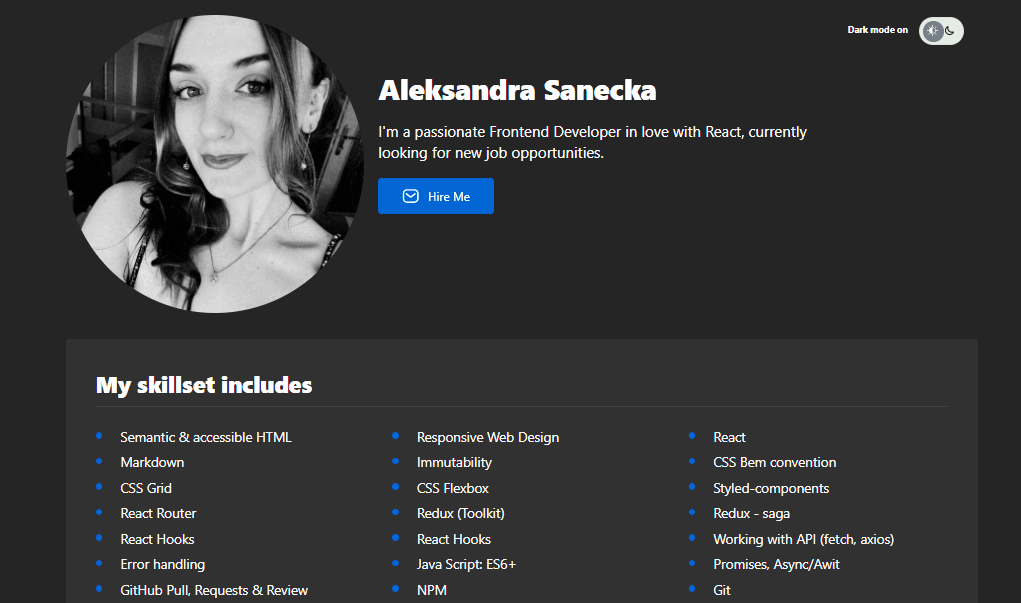 Dark mode on
Aleksandra Sanecka
I'm a passionate Frontend Developer in love with React, currently
looking for new job opportunities.
Hire Me
My skillset includes
Semantic & accessible HTML
Responsive Web Design
React
Markdown
Immutability
CSS Bem convention
CSS Grid
CSS Flexbox
Styled-components
React Router
Redux (Toolkit)
Redux - saga
React Hooks
React Hooks
Working with API (fetch, axios)
Error handling
Java Script: ES6+
Promises, Async/Awit
GitHub Pull, Requests & Review
NPM
Git